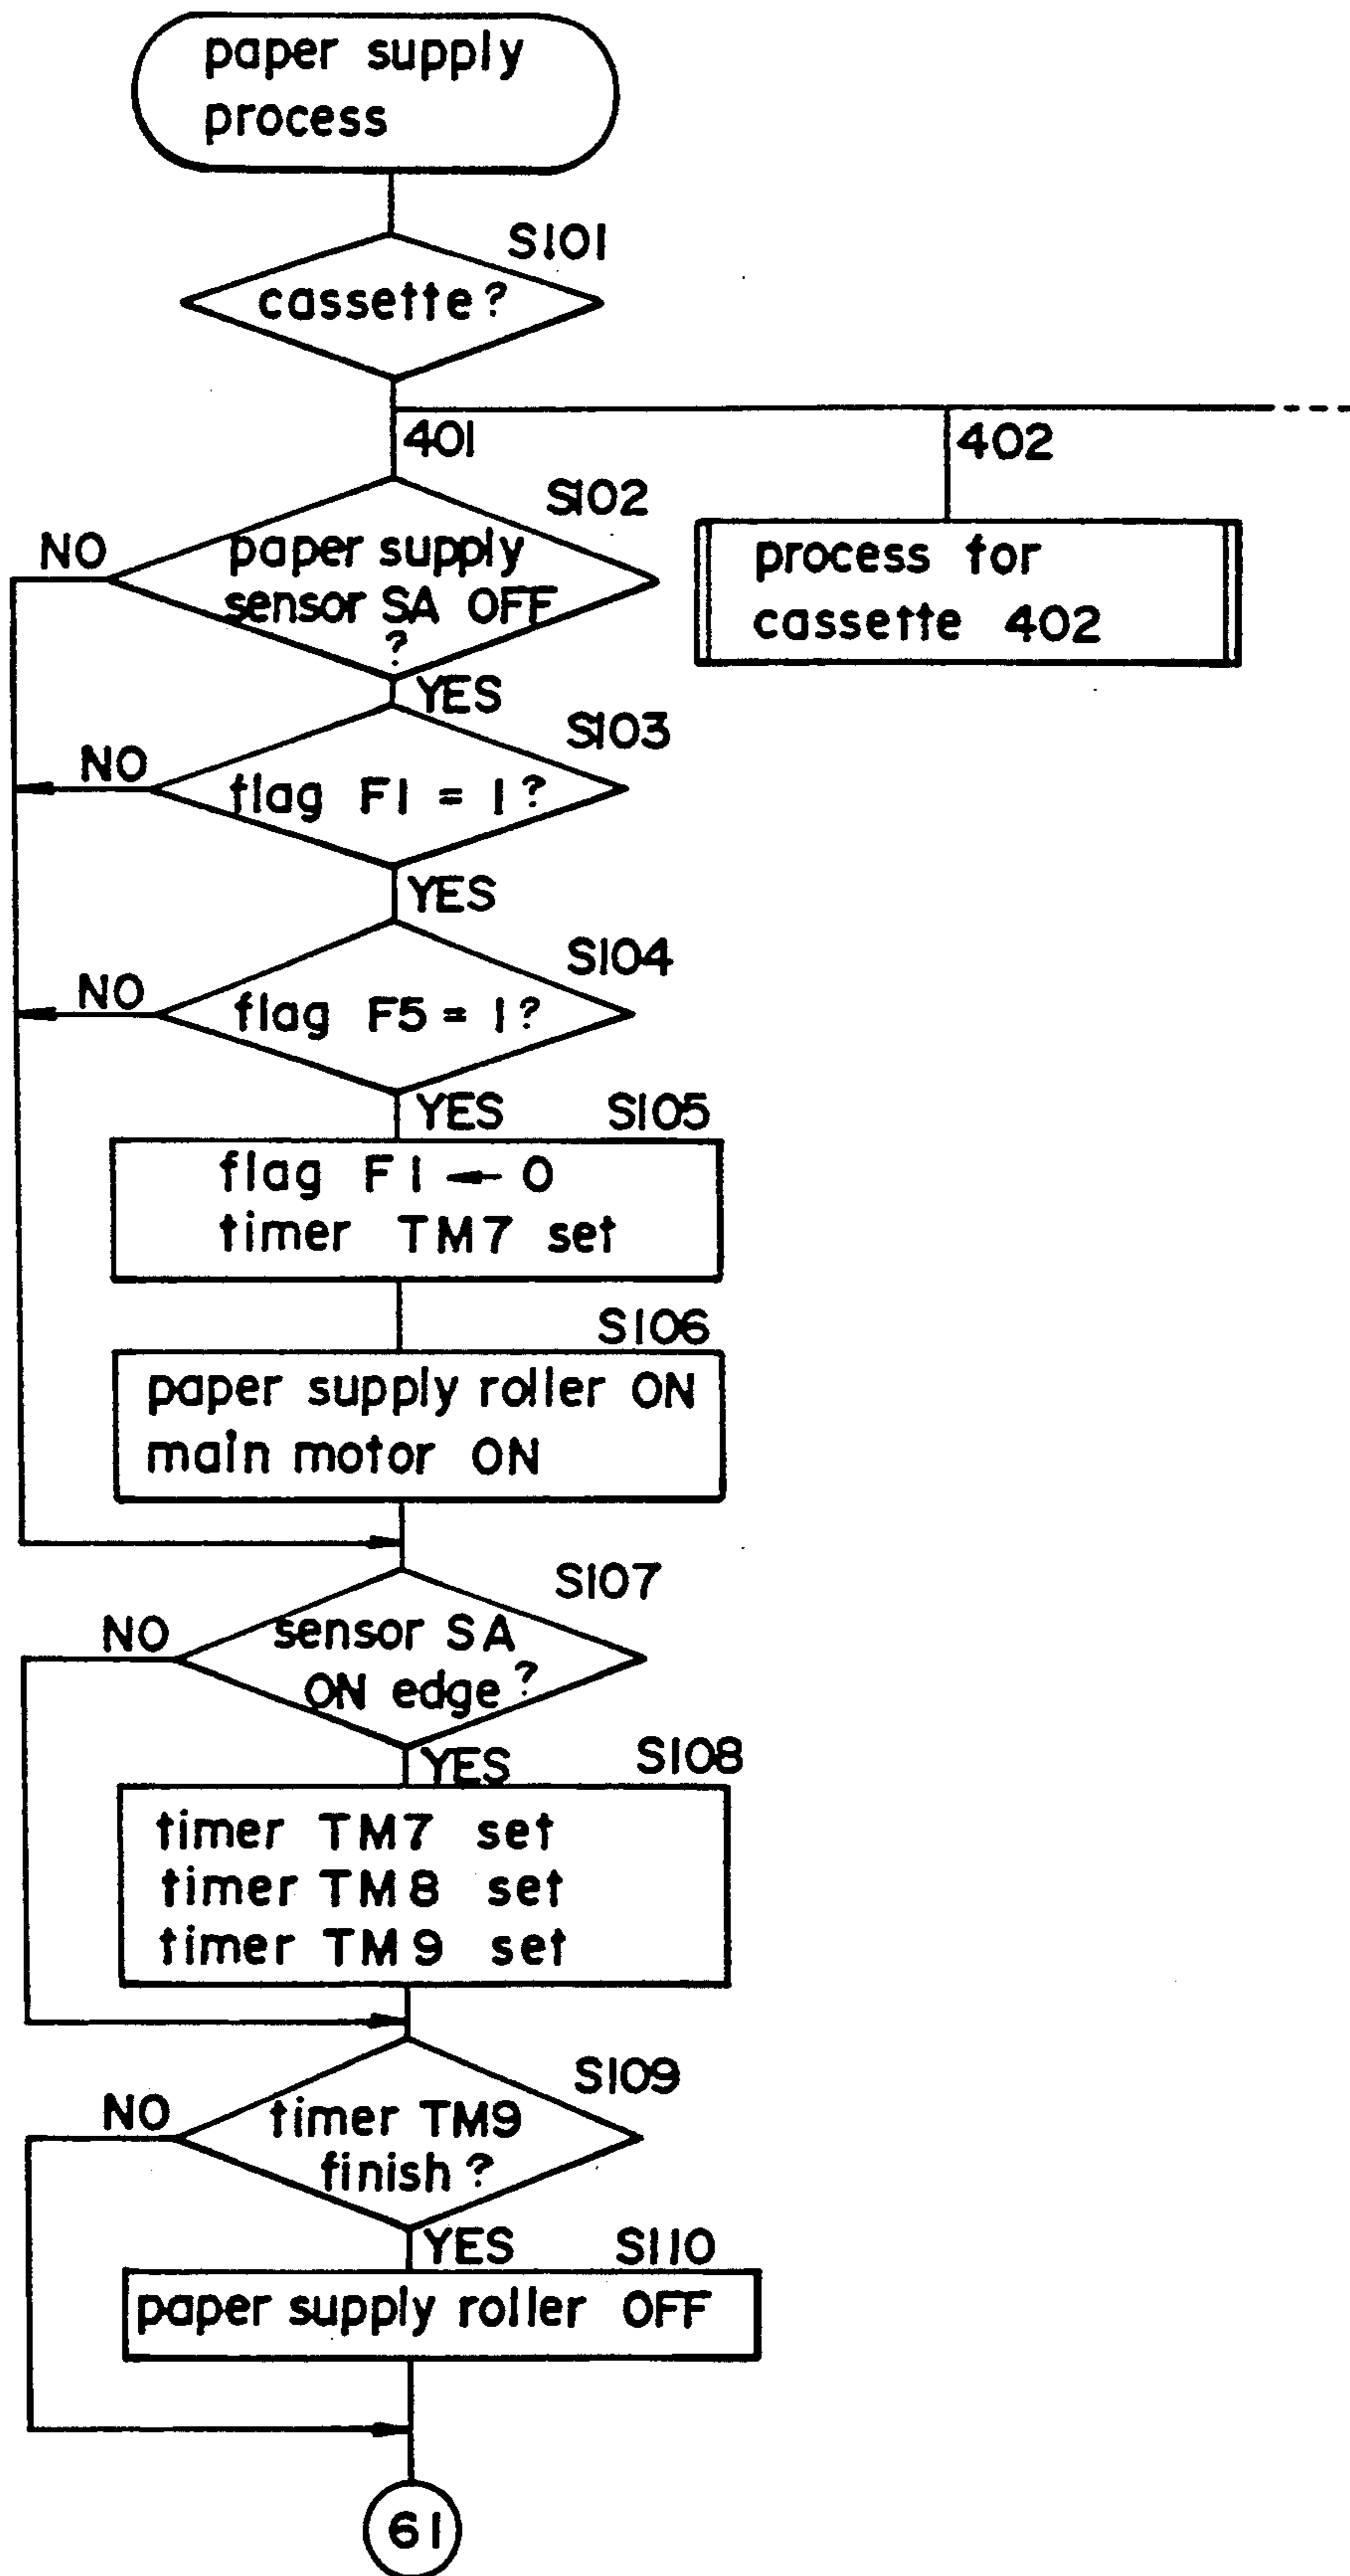 paper supply
process
S101
cassette?
401
402
S102
NO
paper supply
sensor SA OFF
?
process for
cassette 402
YES
S103
NO
flag F1 = 1?
YES
S104
NO
flag F5 = 1?
YES
S105
flag F1 ← 0
timer TM7 set
S106
paper supply roller ON
main motor ON
S107
NO
sensor SA
ON edge?
YES
S108
timer TM7 set
timer TM8 set
timer TM9 set
S109
NO
timer TM9
finish?
YES
S110
paper supply roller OFF
61